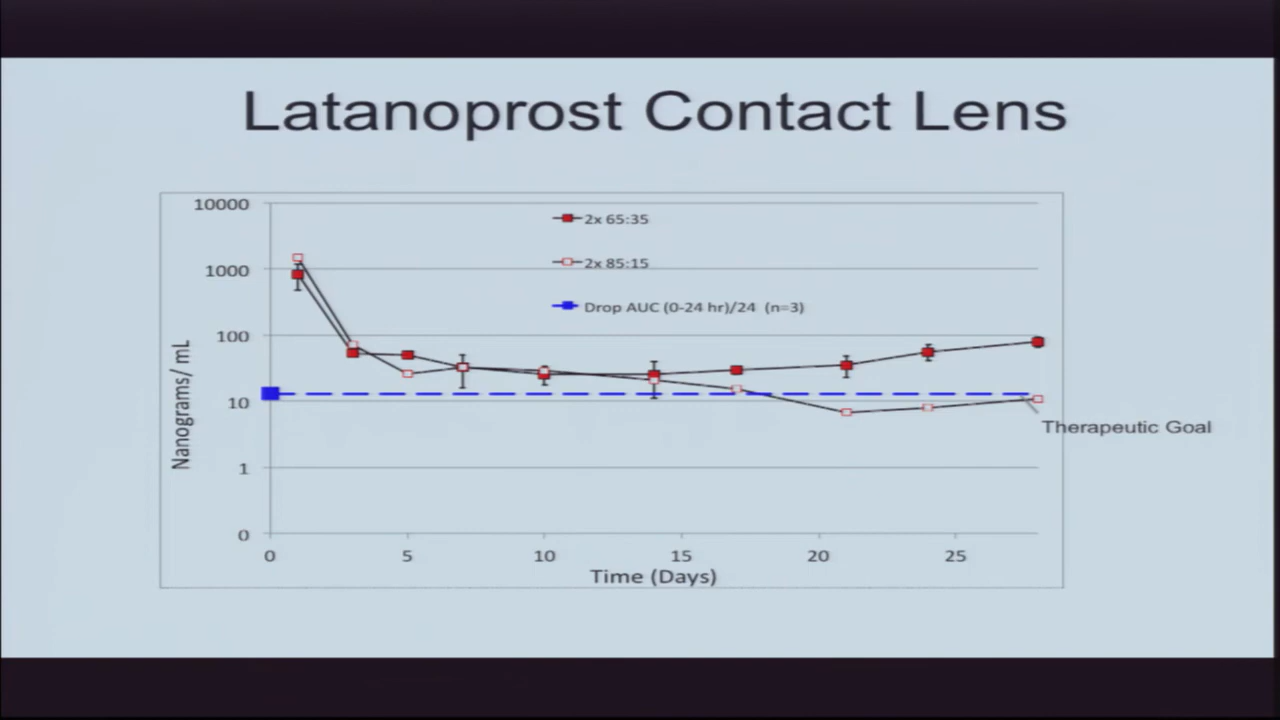 Latanoprost Contact Lens
10000
1000
100
10
1
0
Nanograms/ mL
2x 65:35
2x 85:15
Drop AUC (0-24 hr)/24 (n=3)
Therapeutic Goal
0 5 10 15 20 25
Time (Days)